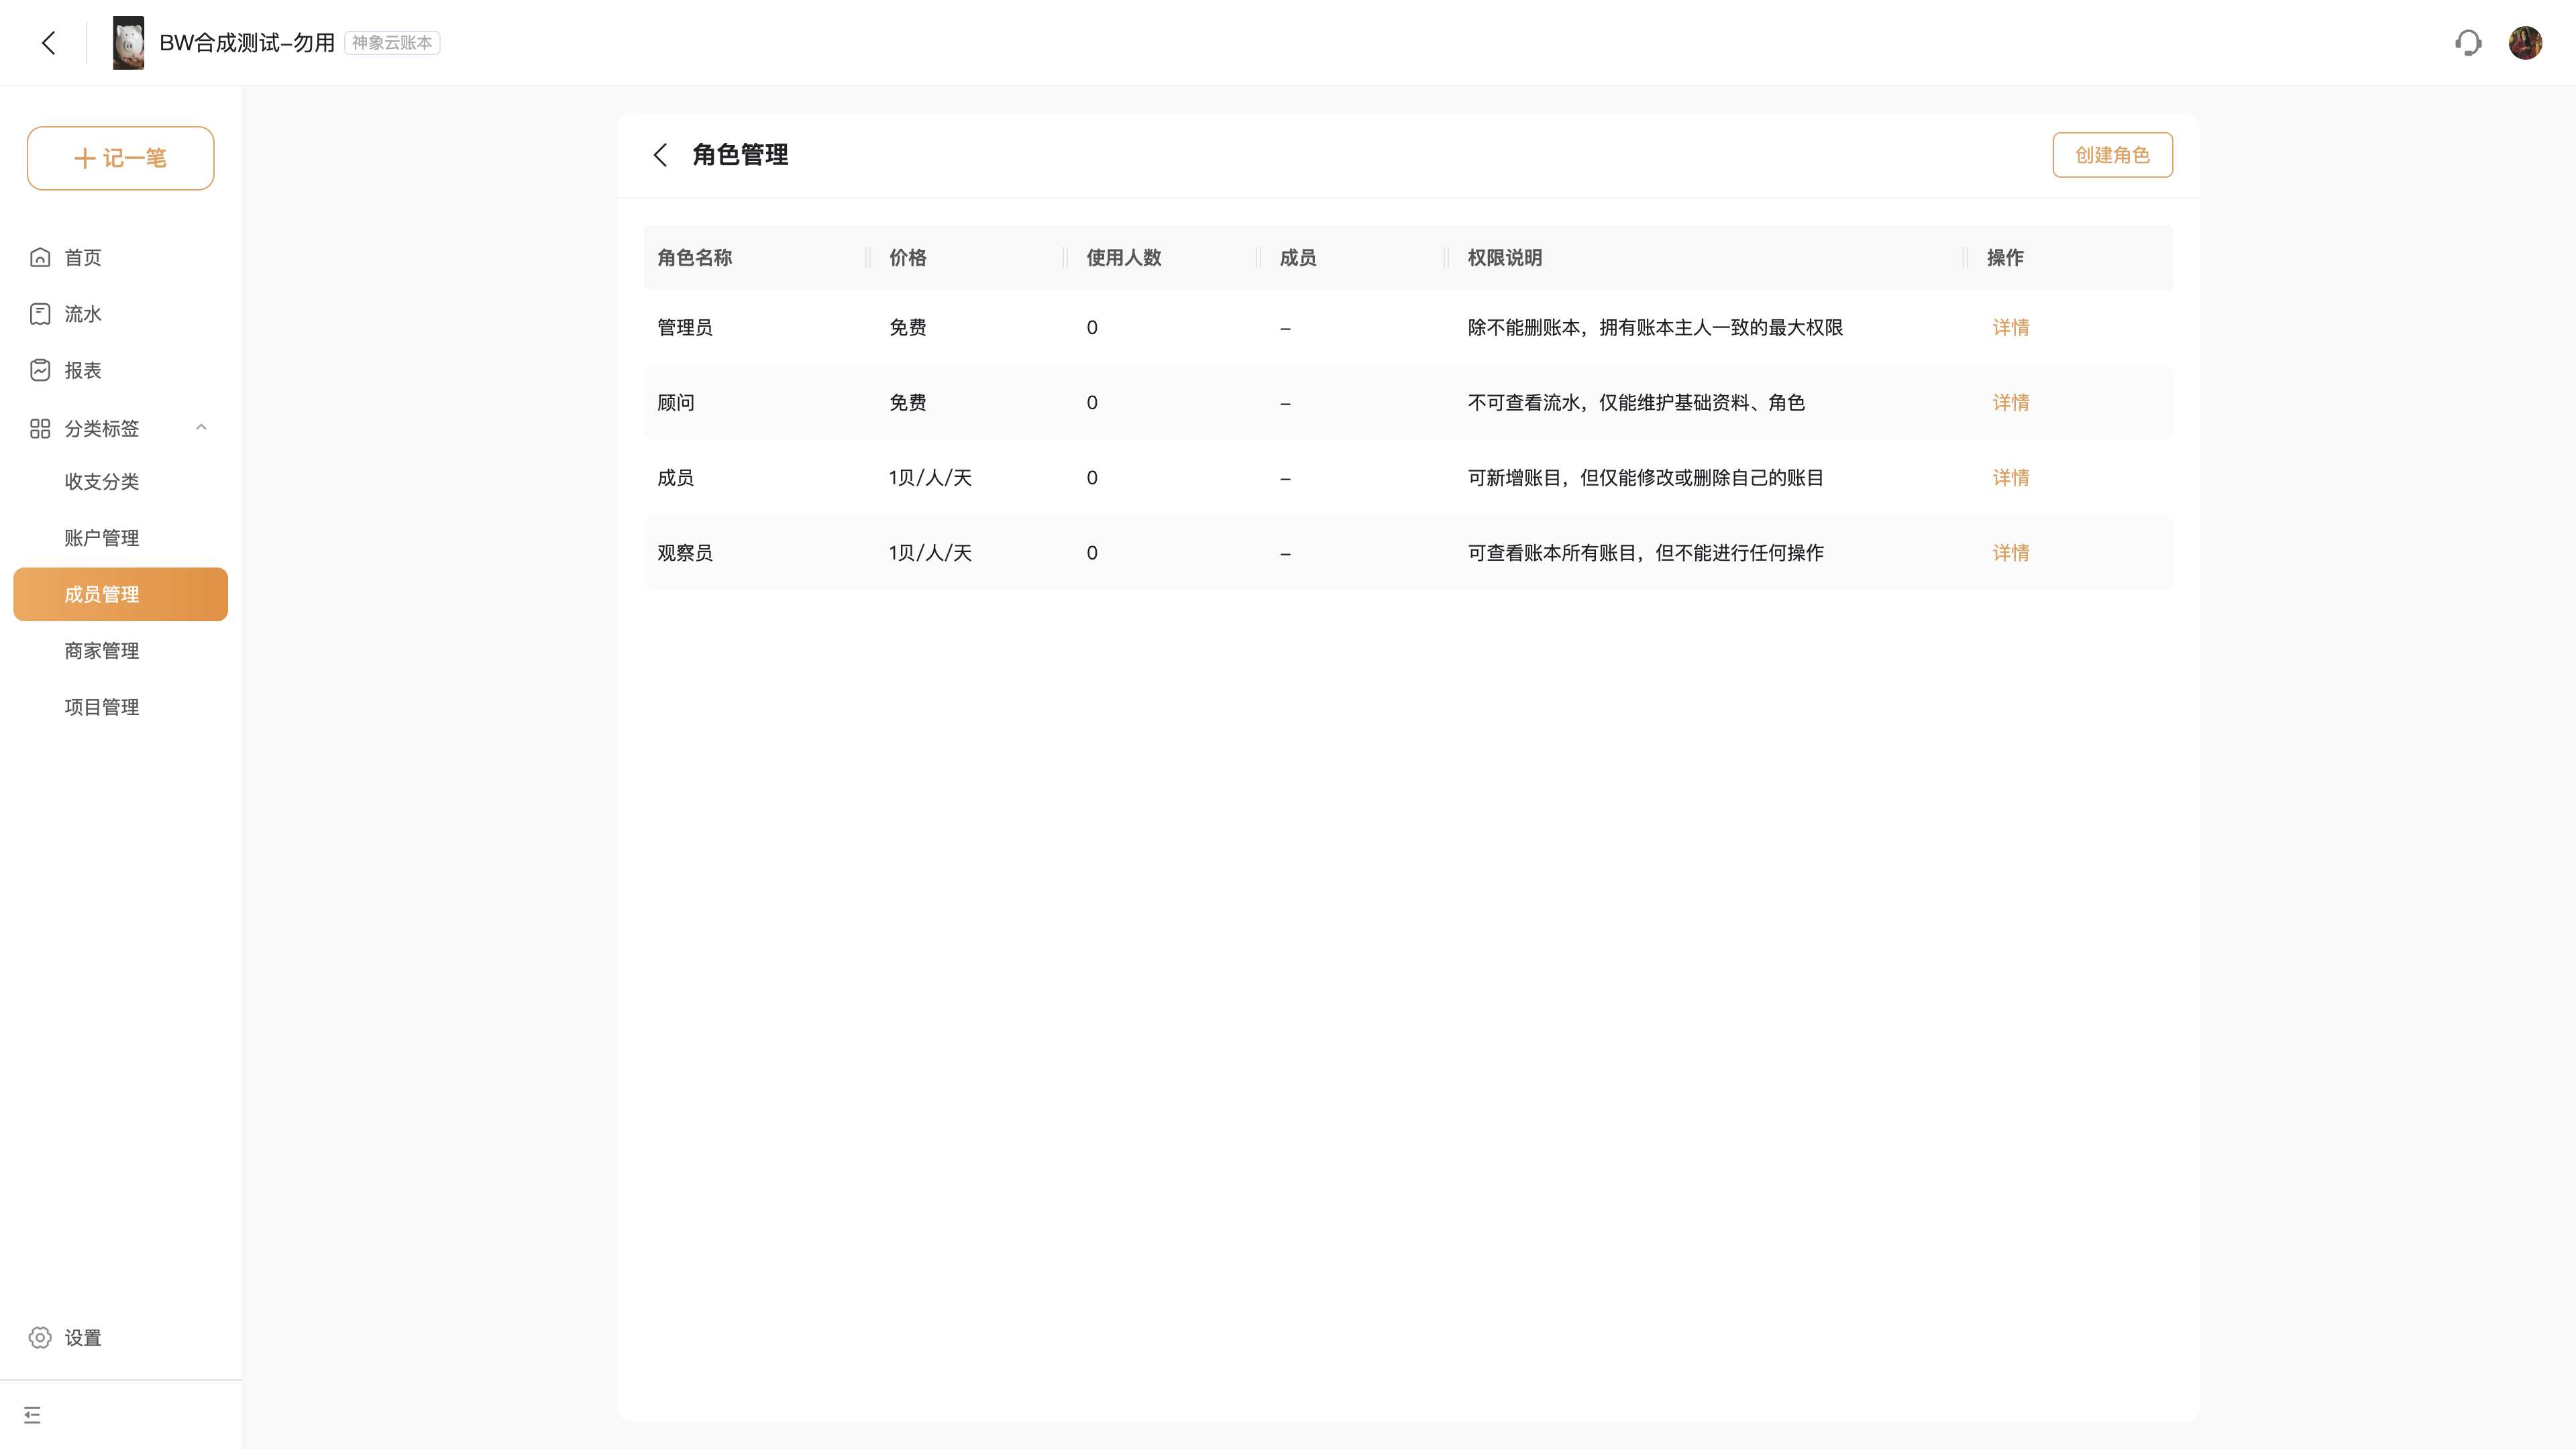 BW合成测试-勿用 神象云账本
记一笔
首页
流水
报表
分类标签
收支分类
账户管理
成员管理
商家管理
项目管理
设置
角色管理 创建角色
角色名称 价格 使用人数 成员 权限说明 操作
管理员 免费 0 – 除不能删账本，拥有账本主人一致的最大权限 详情
顾问 免费 0 – 不可查看流水，仅能维护基础资料、角色 详情
成员 1贝/人/天 0 – 可新增账目，但仅能修改或删除自己的账目 详情
观察员 1贝/人/天 0 – 可查看账本所有账目，但不能进行任何操作 详情